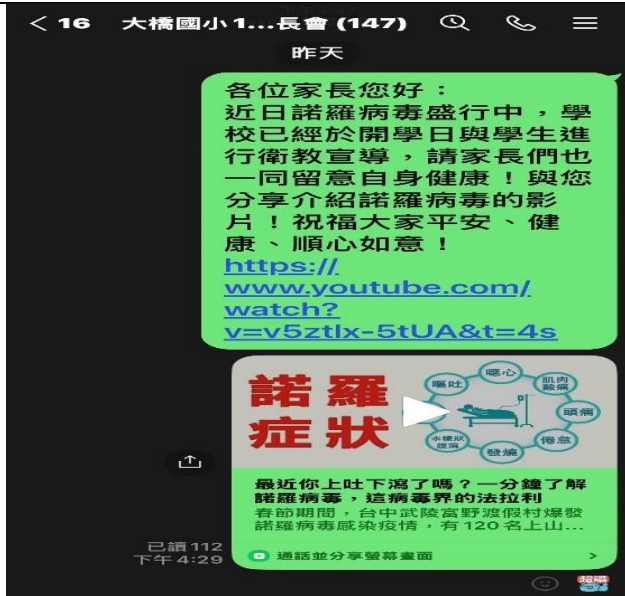 < 16 大橋國小1...長會 (147)
昨天
各位家長您好：
近日諾羅病毒盛行中，學
校已經於開學日與學生進
行衛教宣導，請家長們也
一同留意自身健康！與您
分享介紹諾羅病毒的影
片！祝福大家平安、健
康、順心如意！
https://
www.youtube.com/
watch?
v=v5ztlx-5tUA&t=4s
諾羅
症狀
噁心
嘔吐
肌肉
酸痛
頭痛
水樣狀
腹瀉
倦怠
發燒
最近你上吐下瀉了嗎？一分鐘了解
諾羅病毒，這病毒界的法拉利
春節期間，台中武陵富野渡假村爆發
諾羅病毒感染疫情，有120名上山...
已讀112
下午4:29
通話並分享螢幕畫面 >